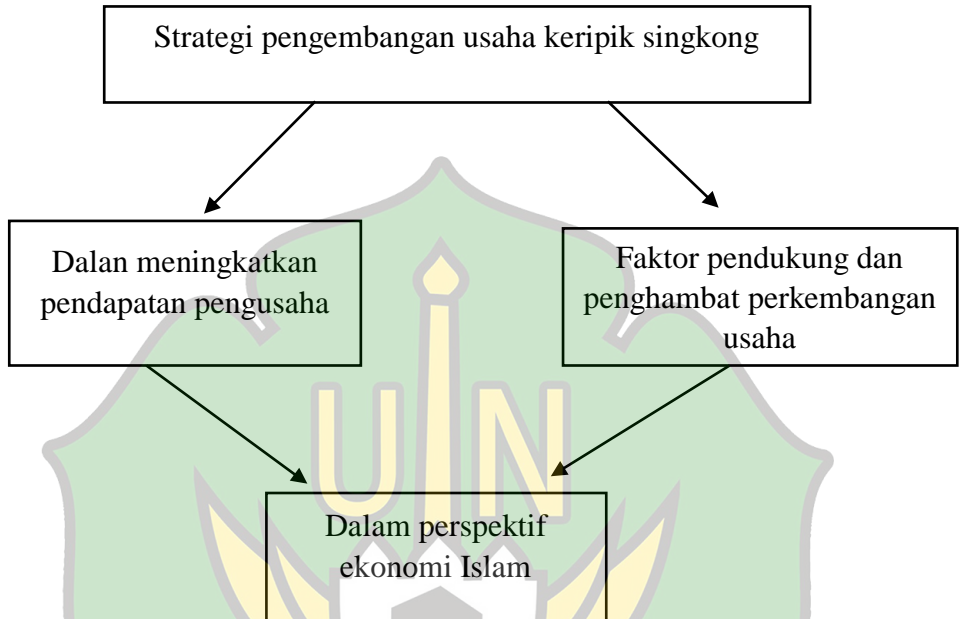 Strategi pengembangan usaha keripik singkong
Dalan meningkatkan
pendapatan pengusaha
Faktor pendukung dan
penghambat perkembangan
usaha
UIN
Dalam perspektif
ekonomi Islam